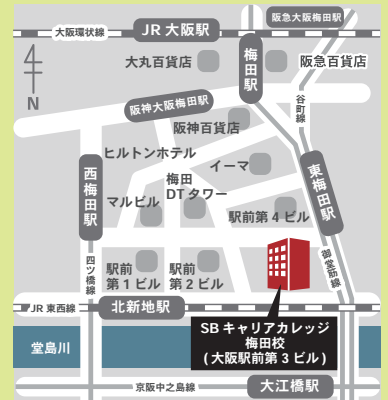 阪急大阪梅田駅
大阪環状線
JR 大阪駅
大丸百貨店
梅田駅
阪急百貨店
N
阪神大阪梅田駅
谷町線
阪神百貨店
ヒルトンホテル
イーマ
西梅田駅
梅田
DT タワー
東梅田駅
マルビル
駅前第 4 ビル
四ツ橋線
駅前
第 1 ビル
駅前
第 2 ビル
御堂筋線
JR 東西線
北新地駅
SB キャリアカレッジ
梅田校
( 大阪駅前第 3 ビル )
堂島川
京阪中之島線
大江橋駅